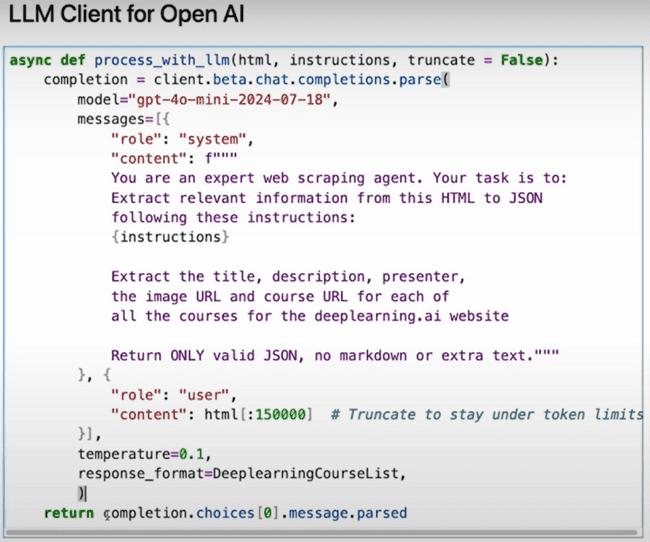 LLM Client for Open AI
async def process_with_llm(html, instructions, truncate = False):
    completion = client.beta.chat.completions.parse(
        model="gpt-4o-mini-2024-07-18",
        messages=[{
            "role": "system",
            "content": f"""
            You are an expert web scraping agent. Your task is to:
            Extract relevant information from this HTML to JSON
            following these instructions:
            {instructions}

            Extract the title, description, presenter,
            the image URL and course URL for each of
            all the courses for the deeplearning.ai website

            Return ONLY valid JSON, no markdown or extra text."""
        }, {
            "role": "user",
            "content": html[:150000]  # Truncate to stay under token limits
        }],
        temperature=0.1,
        response_format=DeeplearningCourseList,
        )
    return completion.choices[0].message.parsed